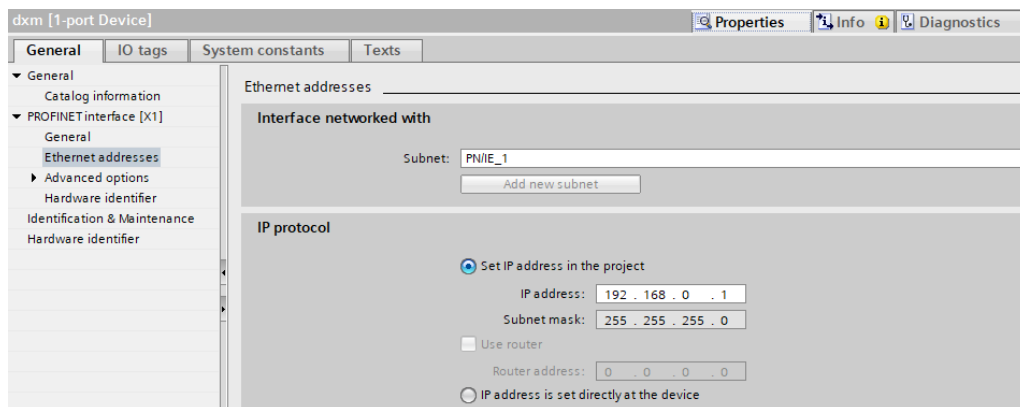 dxm [1-port Device]
Properties Info Diagnostics
General IO tags System constants Texts
General
Catalog information
PROFINET interface [X1]
General
Ethernet addresses
Advanced options
Hardware identifier
Identification & Maintenance
Hardware identifier
Ethernet addresses
Interface networked with
Subnet: PN/IE_1
Add new subnet
IP protocol
Set IP address in the project
IP address: 192 . 168 . 0 . 1
Subnet mask: 255 . 255 . 255 . 0
Use router
Router address: 0 . 0 . 0 . 0
IP address is set directly at the device